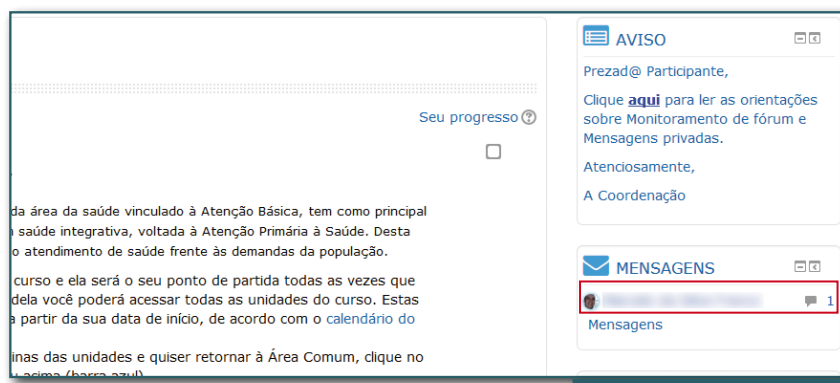 Seu progresso
da área da saúde vinculado à Atenção Básica, tem como principal
saúde integrativa, voltada à Atenção Primária à Saúde. Desta
o atendimento de saúde frente às demandas da população.
curso e ela será o seu ponto de partida todas as vezes que
dela você poderá acessar todas as unidades do curso. Estas
a partir da sua data de início, de acordo com o calendário do
inas das unidades e quiser retornar à Área Comum, clique no
acima (barra azul)
AVISO
Prezad@ Participante,
Clique aqui para ler as orientações
sobre Monitoramento de fórum e
Mensagens privadas.
Atenciosamente,
A Coordenação
MENSAGENS
1
Mensagens